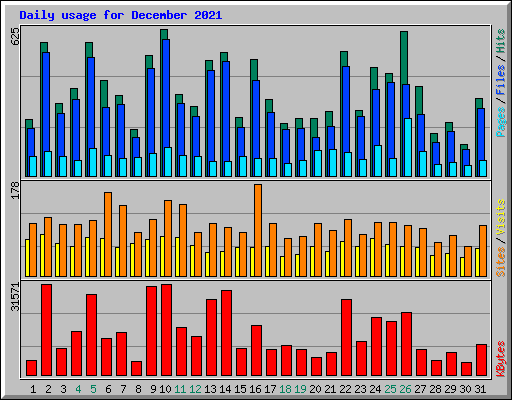 Daily usage for December 2021
625
Pages / Files / Hits
178
Sites / Visits
31571
KBytes
1 2 3 4 5 6 7 8 9 10 11 12 13 14 15 16 17 18 19 20 21 22 23 24 25 26 27 28 29 30 31